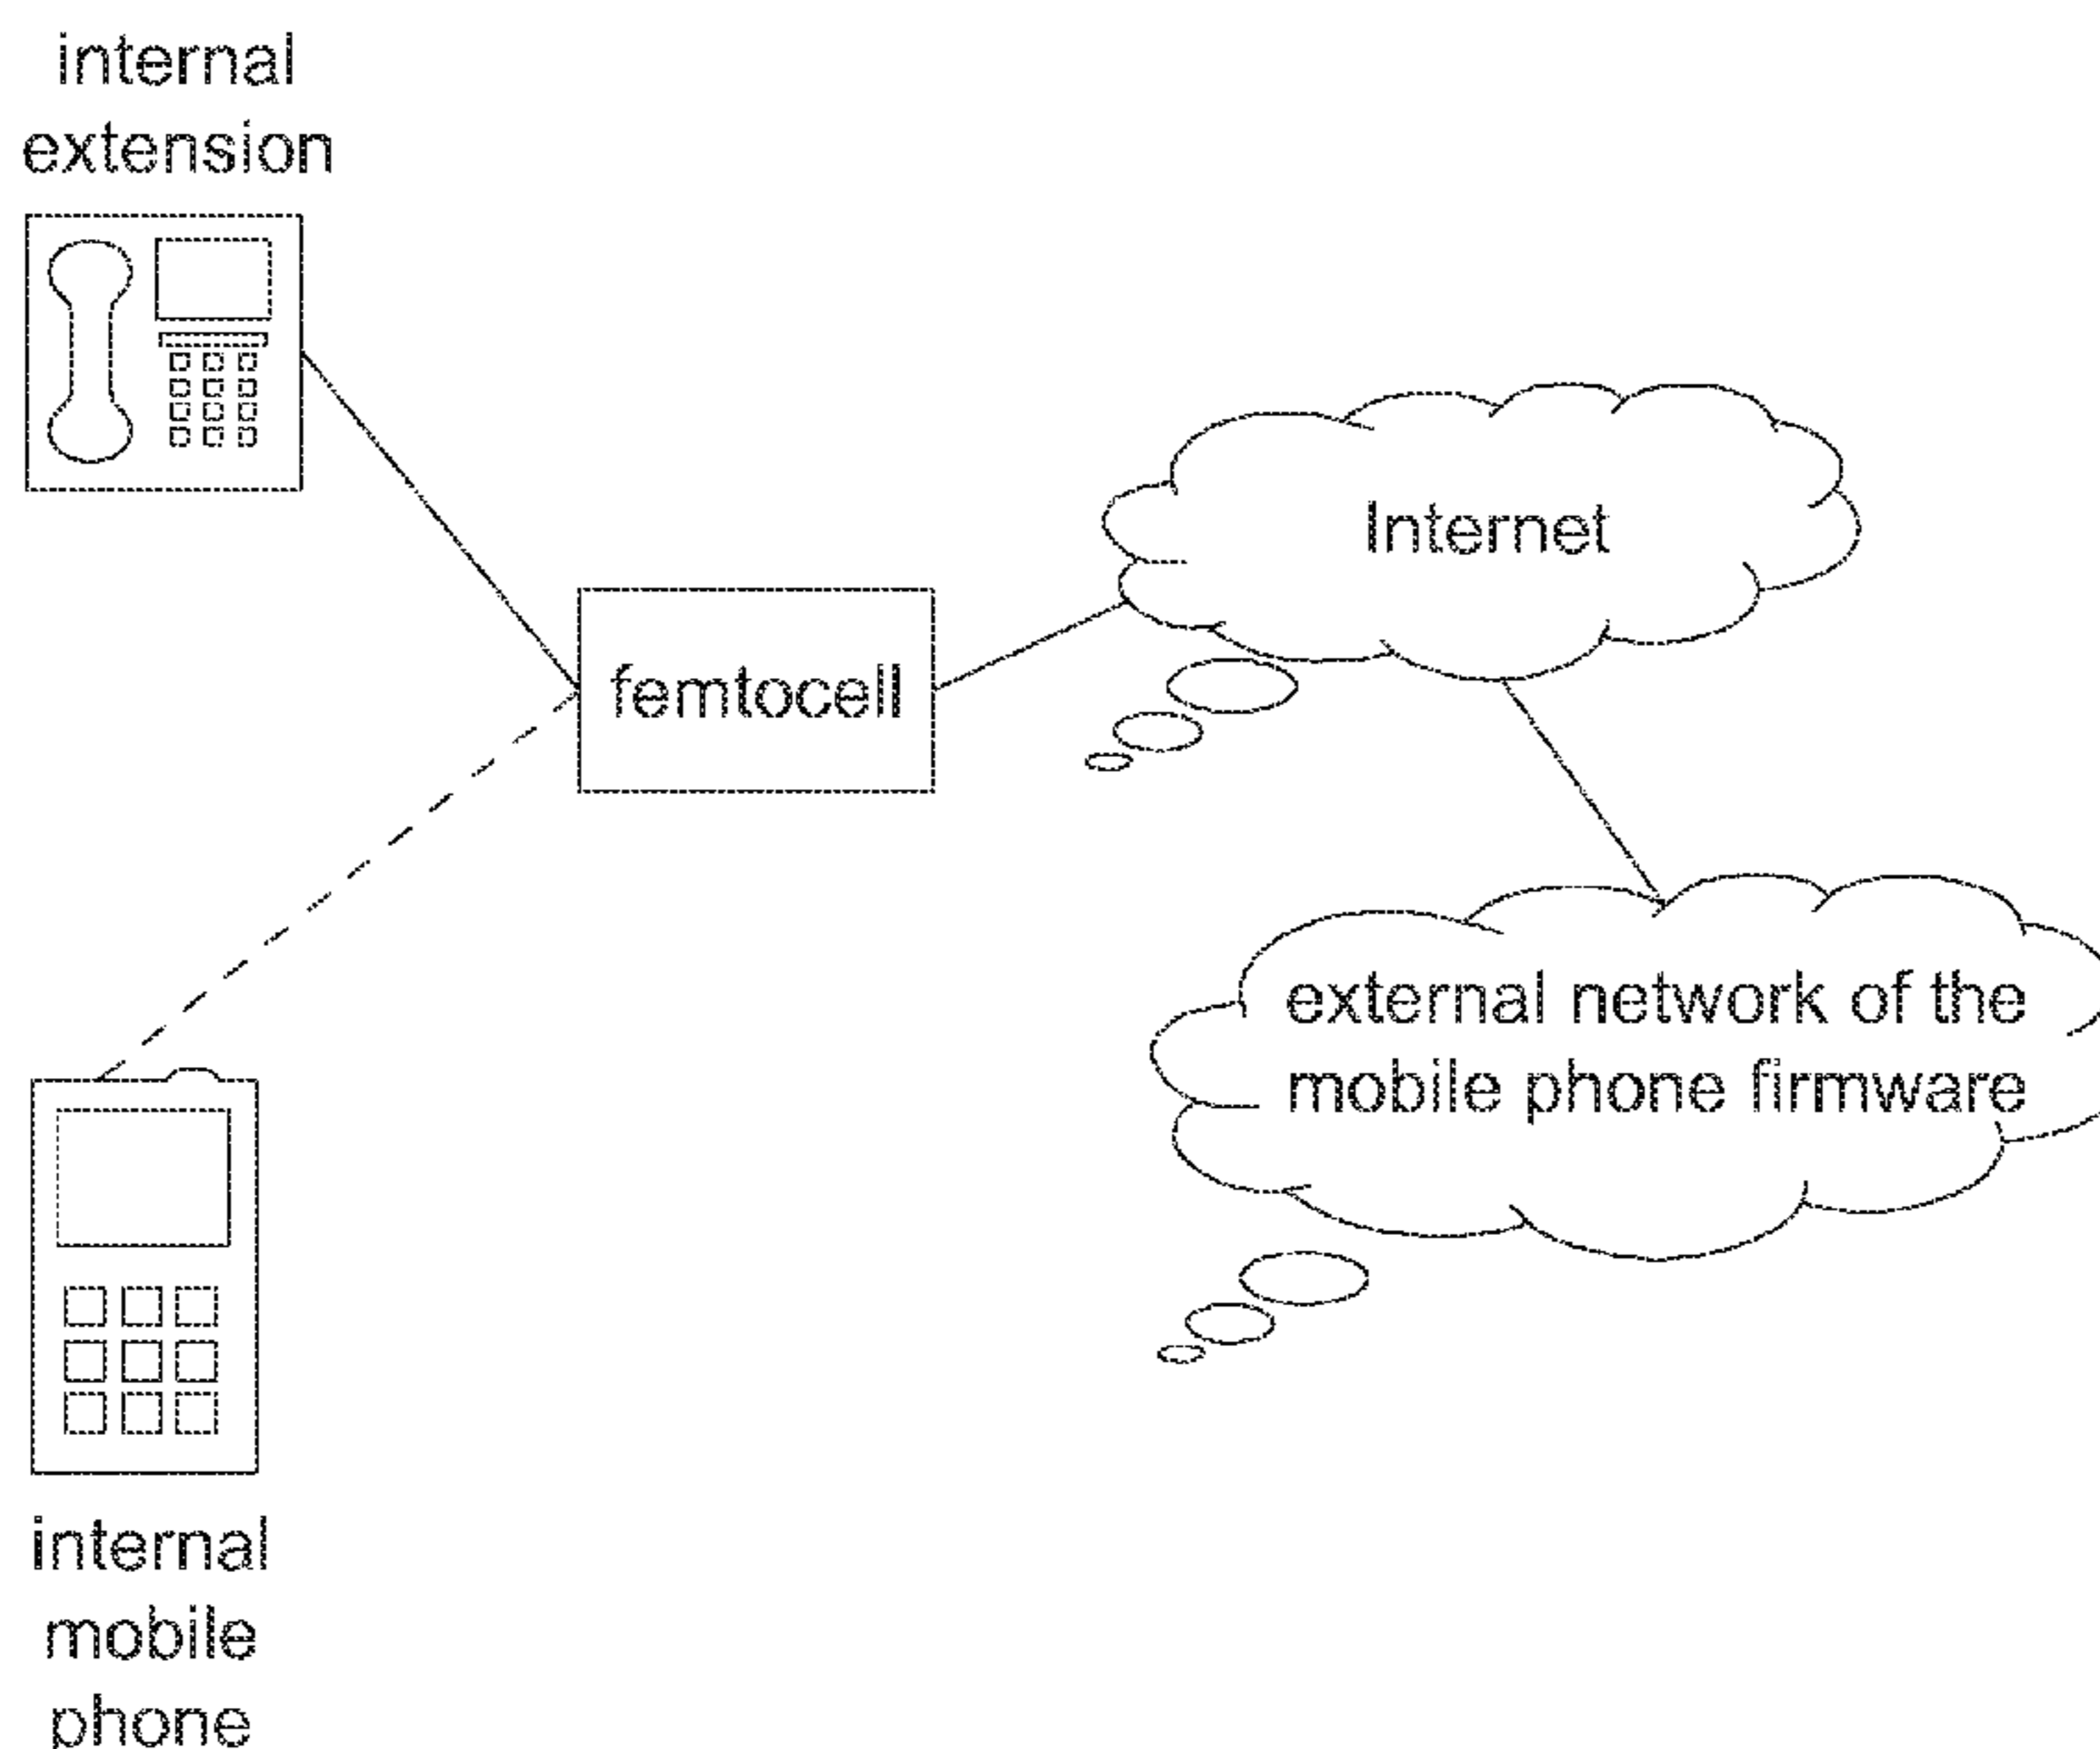 internal
extension
Internet
femtocell
external network of the
mobile phone firmware
internal
mobile
phone